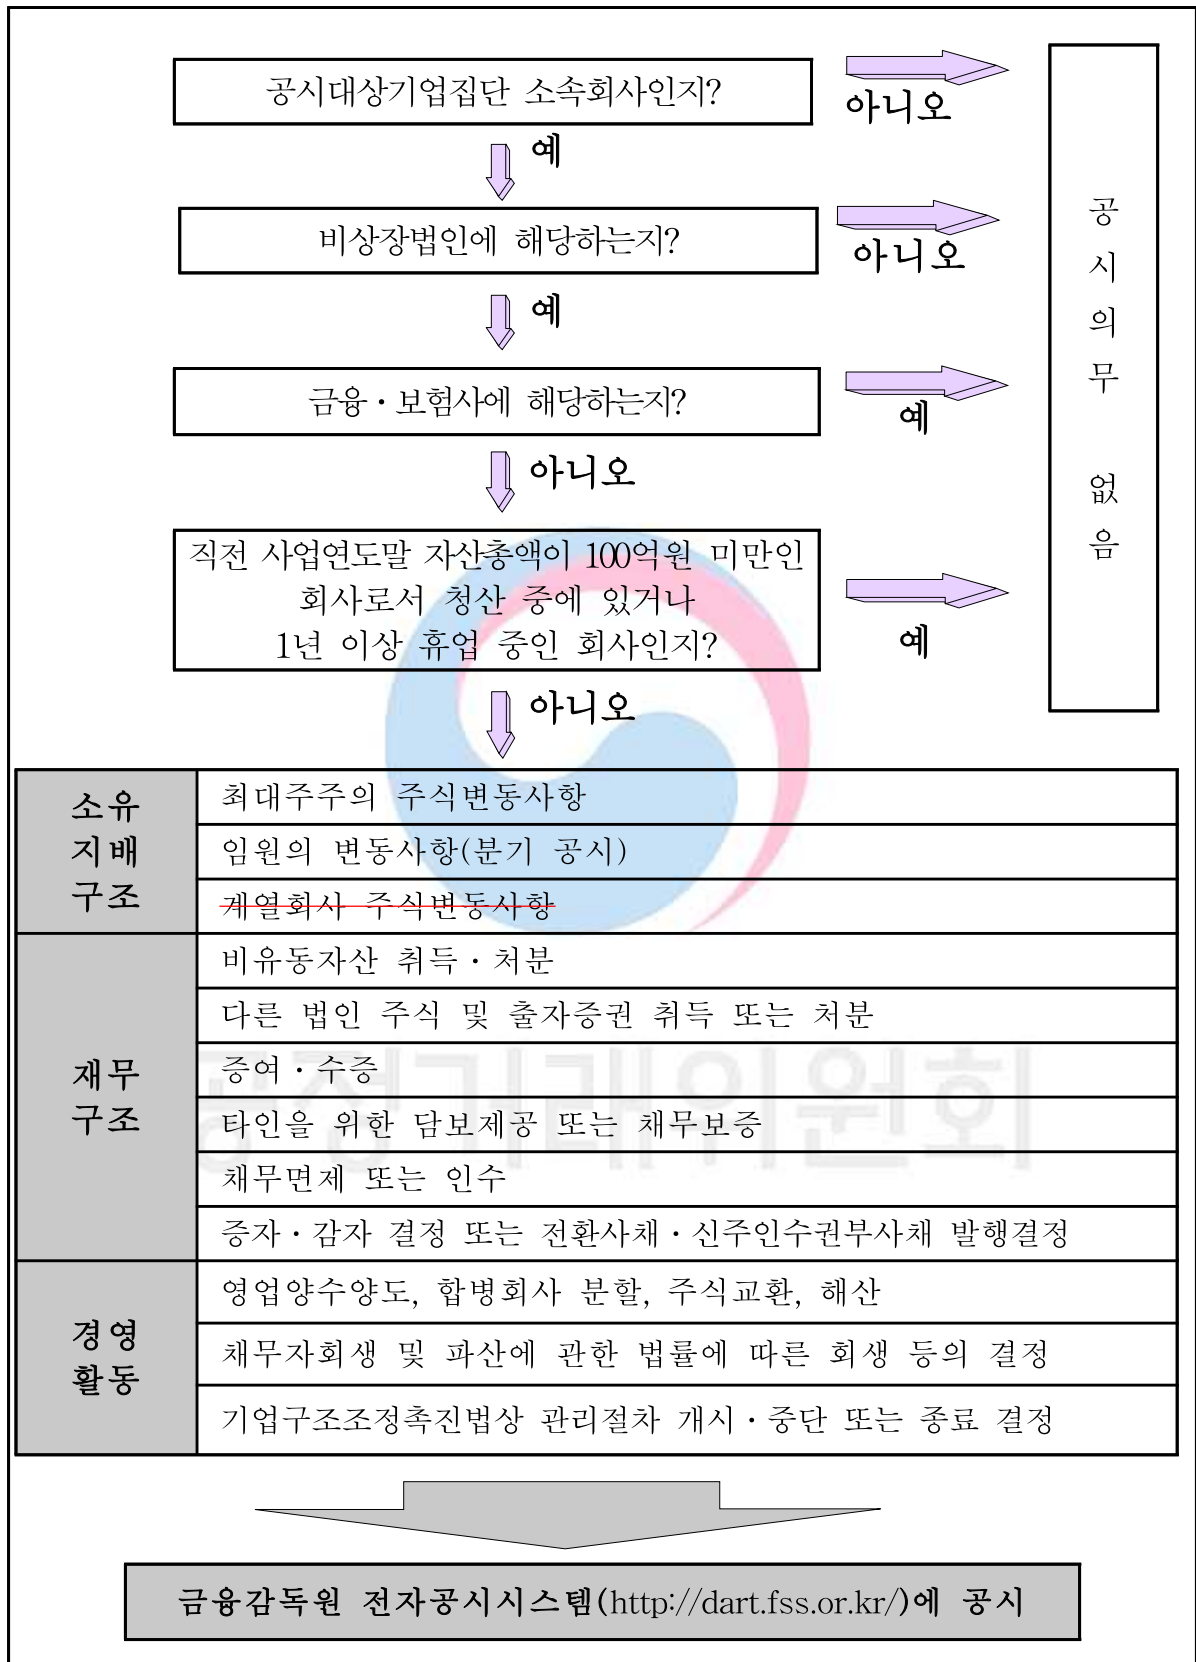 공시대상기업집단 소속회사인지?
아니오
예
비상장법인에 해당하는지?
아니오
예
금융·보험사에 해당하는지?
예
아니오
직전 사업연도말 자산총액이 100억원 미만인
회사로서 청산 중에 있거나
1년 이상 휴업 중인 회사인지?
예
아니오
공시의무 없음
소유
지배
구조
최대주주의 주식변동사항
임원의 변동사항(분기 공시)
계열회사 주식변동사항
재무
구조
비유동자산 취득·처분
다른 법인 주식 및 출자증권 취득 또는 처분
증여·수증
타인을 위한 담보제공 또는 채무보증
채무면제 또는 인수
증자·감자 결정 또는 전환사채·신주인수권부사채 발행결정
경영
활동
영업양수양도, 합병회사 분할, 주식교환, 해산
채무자회생 및 파산에 관한 법률에 따른 회생 등의 결정
기업구조조정촉진법상 관리절차 개시·중단 또는 종료 결정
공정거래위원회
금융감독원 전자공시시스템(http://dart.fss.or.kr/)에 공시